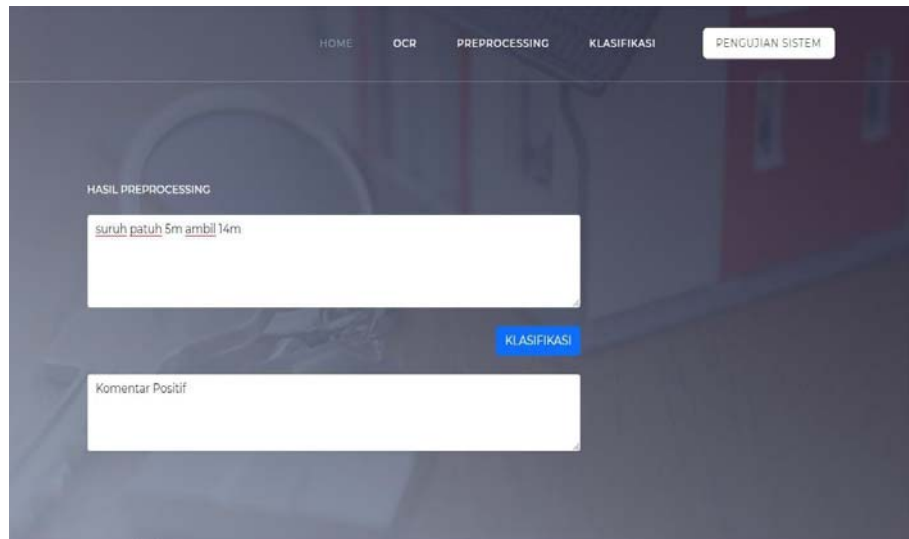 HOME OCR PREPROCESSING KLASIFIKASI PENGUJIAN SISTEM
HASIL PREPROCESSING
suruh patuh 5m ambil 14m
KLASIFIKASI
Komentar Positif